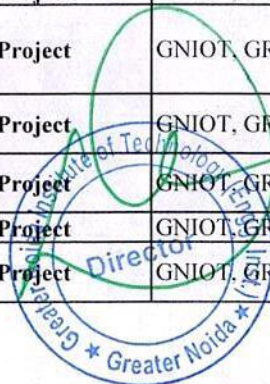 Project GNIOT, GR
Project GNIOT, GR
Project GNIOT, GR
Project GNIOT, GR
Project GNIOT, GR
Greater Noida Institute of Technology (Engg. Inst.)
Director
★ Greater Noida ★